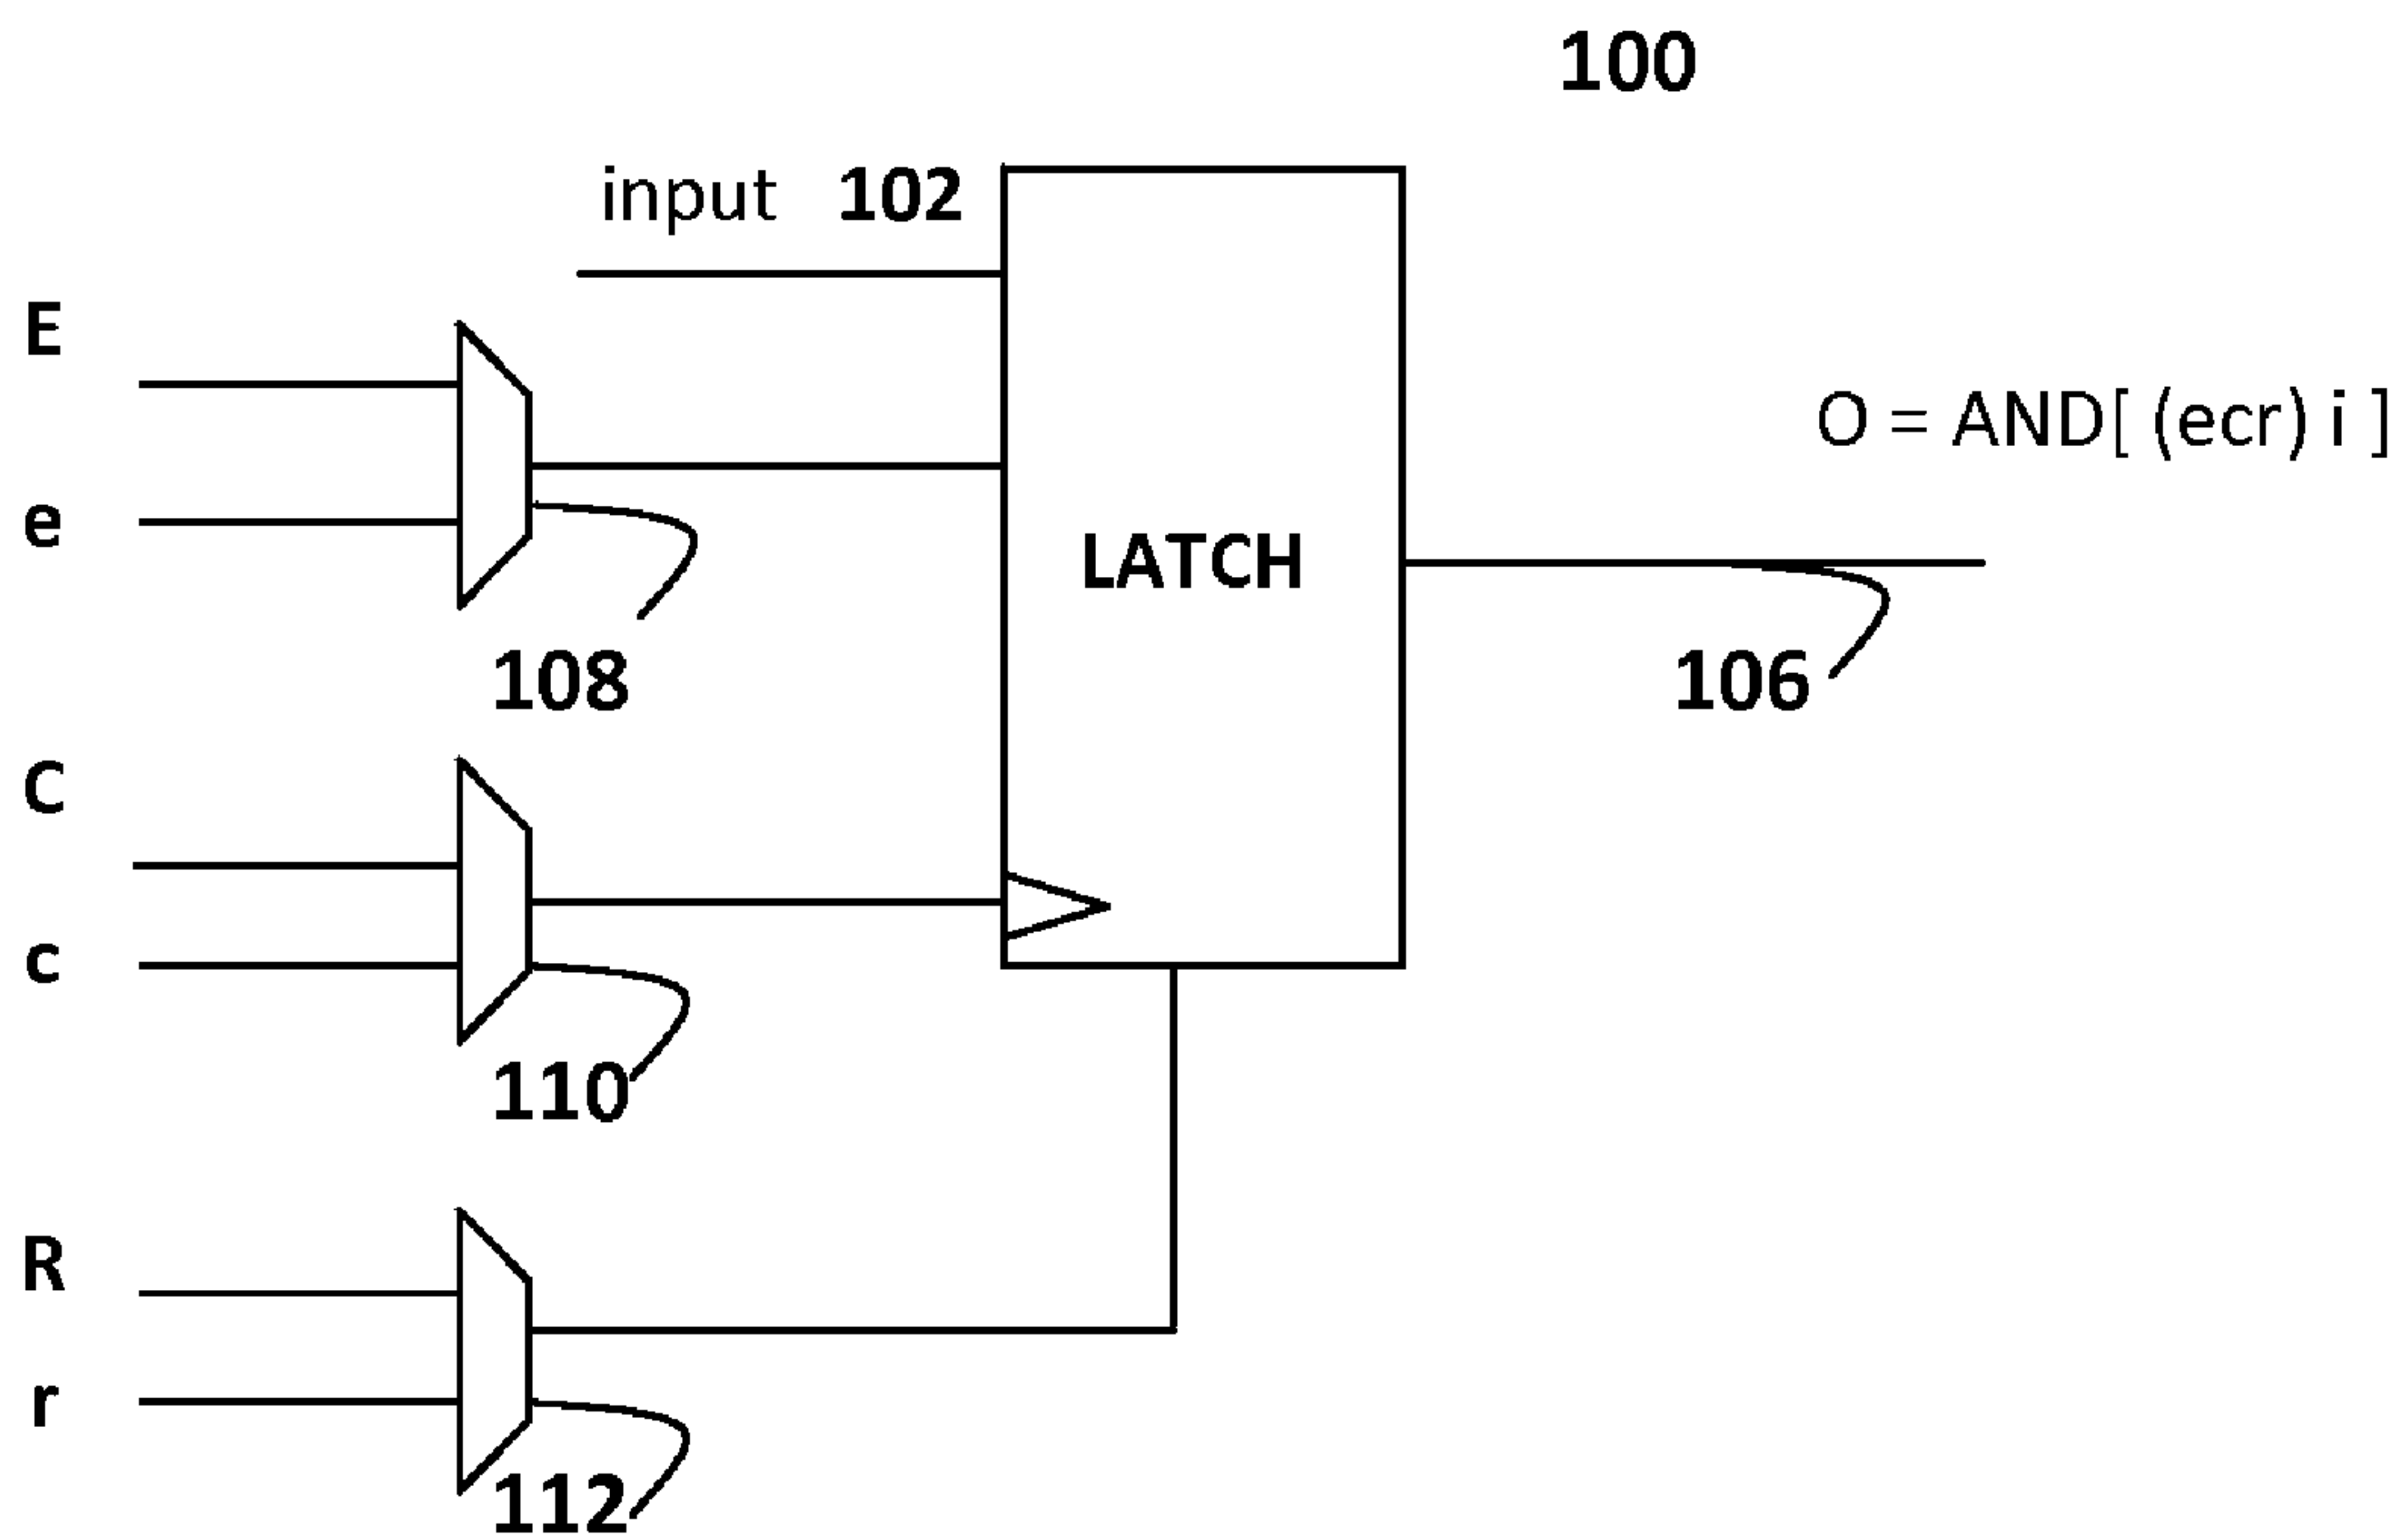 100
input 102
E
O = AND[ (ecr) i ]
e
LATCH
108
106
C
c
110
R
r
112